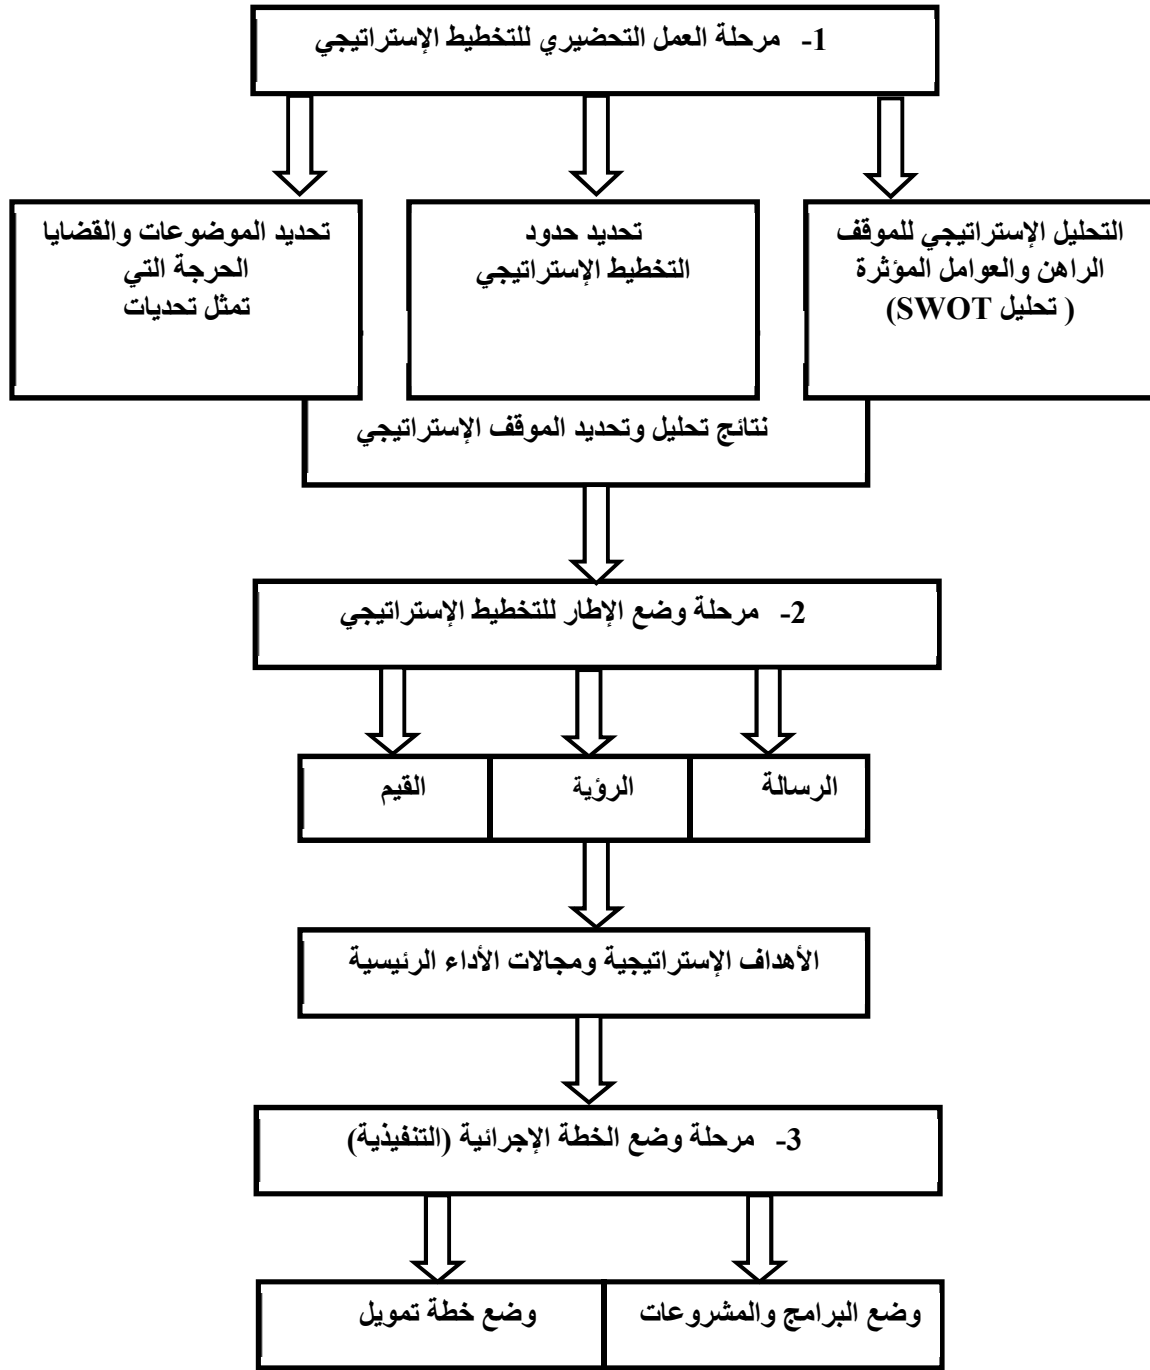 1- مرحلة العمل التحضيري للتخطيط الإستراتيجي
التحليل الإستراتيجي للموقف
الراهن والعوامل المؤثرة
( تحليل SWOT)
تحديد حدود
التخطيط الإستراتيجي
تحديد الموضوعات والقضايا
الحرجة التي
تمثل تحديات
نتائج تحليل وتحديد الموقف الإستراتيجي
2- مرحلة وضع الإطار للتخطيط الإستراتيجي
الرسالة
الرؤية
القيم
الأهداف الإستراتيجية ومجالات الأداء الرئيسية
3- مرحلة وضع الخطة الإجرائية (التنفيذية)
وضع البرامج والمشروعات
وضع خطة تمويل